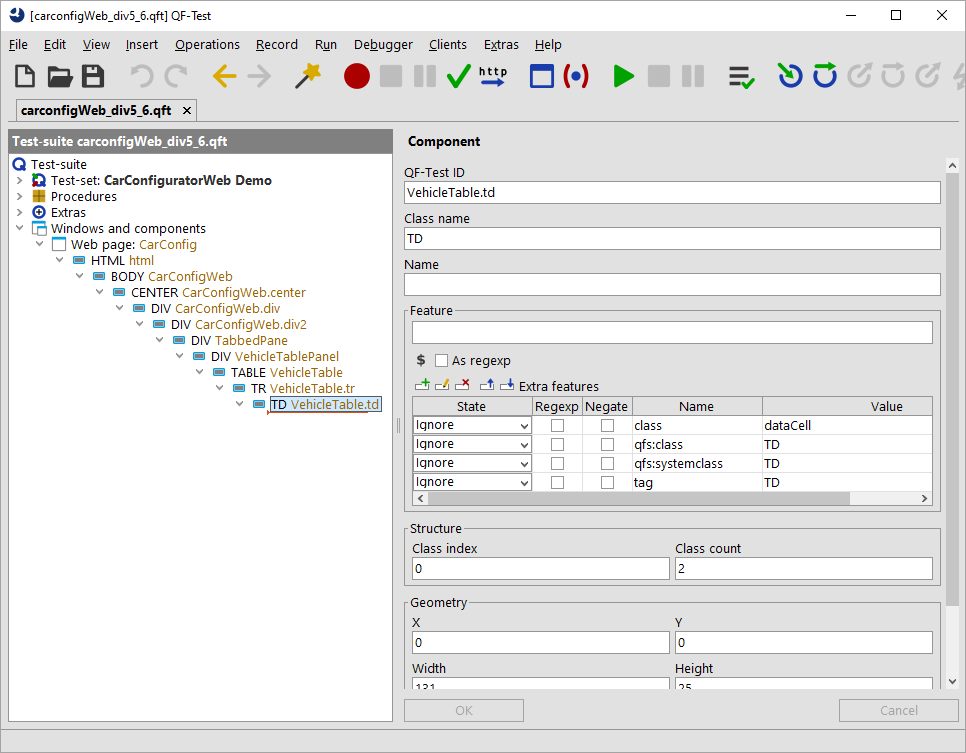 [carconfigWeb_div5_6.qft] QF-Test
File Edit View Insert Operations Record Run Debugger Clients Extras Help
http
carconfigWeb_div5_6.qft
Test-suite carconfigWeb_div5_6.qft
Test-suite
Test-set: CarConfiguratorWeb Demo
Procedures
Extras
Windows and components
Web page: CarConfig
HTML html
BODY CarConfigWeb
CENTER CarConfigWeb.center
DIV CarConfigWeb.div
DIV CarConfigWeb.div2
DIV TabbedPane
DIV VehicleTablePanel
TABLE VehicleTable
TR VehicleTable.tr
TD VehicleTable.td
Component
QF-Test ID
VehicleTable.td
Class name
TD
Name
Feature
$ As regexp
Extra features
State Regexp Negate Name Value
Ignore class dataCell
Ignore qfs:class TD
Ignore qfs:systemclass TD
Ignore tag TD
Structure
Class index Class count
0 2
Geometry
X Y
0 0
Width Height
131 25
OK Cancel